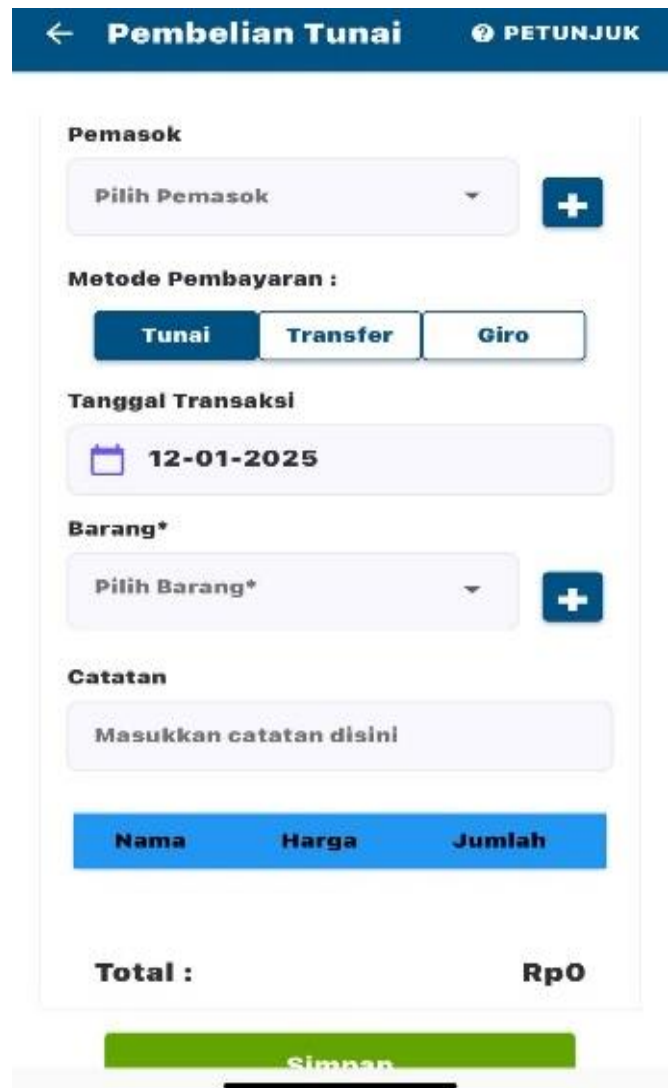 Pembelian Tunai PETUNJUK
Pemasok
Pilih Pemasok
Metode Pembayaran :
Tunai Transfer Giro
Tanggal Transaksi
12-01-2025
Barang*
Pilih Barang*
Catatan
Masukkan catatan disini
Nama Harga Jumlah
Total : Rp0
Simpan